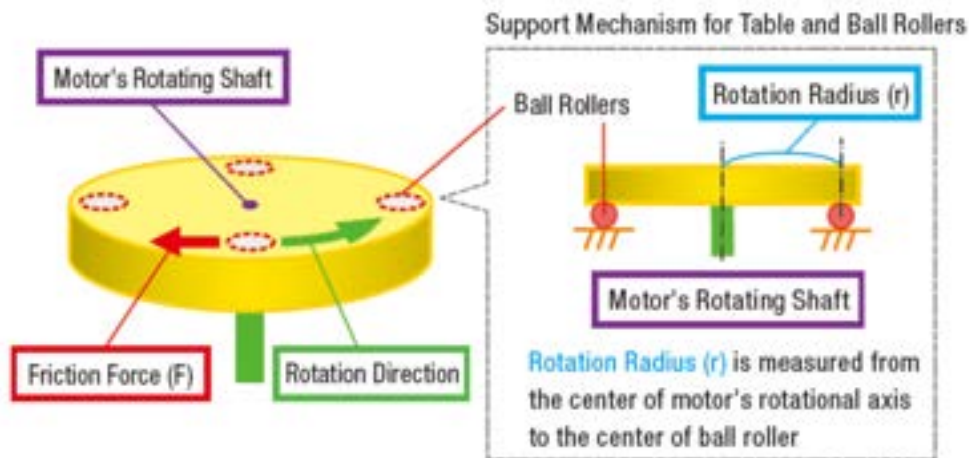 Support Mechanism for Table and Ball Rollers
Motor's Rotating Shaft
Ball Rollers
Rotation Radius (r)
Motor's Rotating Shaft
Friction Force (F)
Rotation Direction
Rotation Radius (r) is measured from
the center of motor's rotational axis
to the center of ball roller